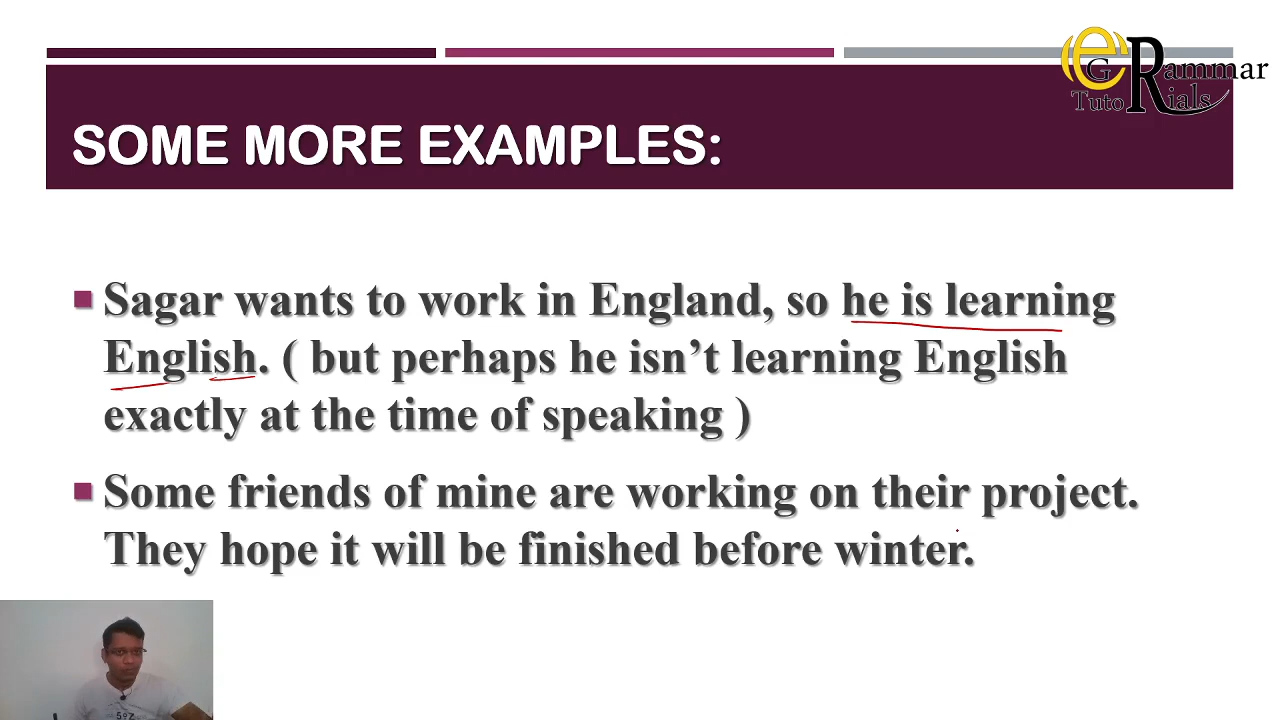 eGRammar
TutoRials
SOME MORE EXAMPLES:
Sagar wants to work in England, so he is learning
English. ( but perhaps he isn’t learning English
exactly at the time of speaking )
Some friends of mine are working on their project.
They hope it will be finished before winter.